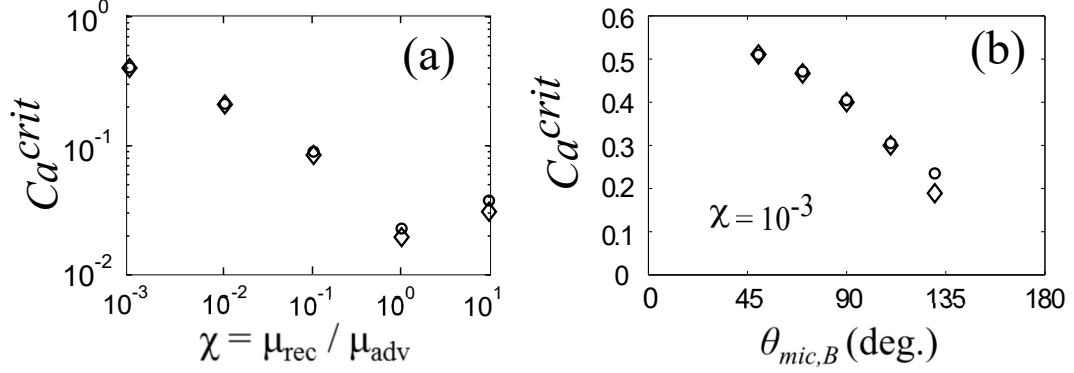 (a)
Ca^crit
10^0
10^-1
10^-2
10^-3 10^-2 10^-1 10^0 10^1
χ = μ_rec / μ_adv
(b)
Ca^crit
0.6
0.5
0.4
0.3
0.2
0.1
0
χ = 10^-3
0 45 90 135 180
θ_mic,B (deg.)